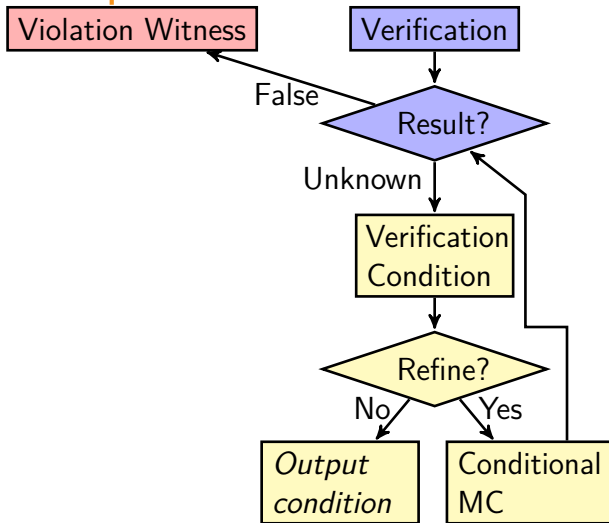 Violation Witness
Verification
False
Result?
Unknown
Verification
Condition
Refine?
No
Yes
Output
condition
Conditional
MC